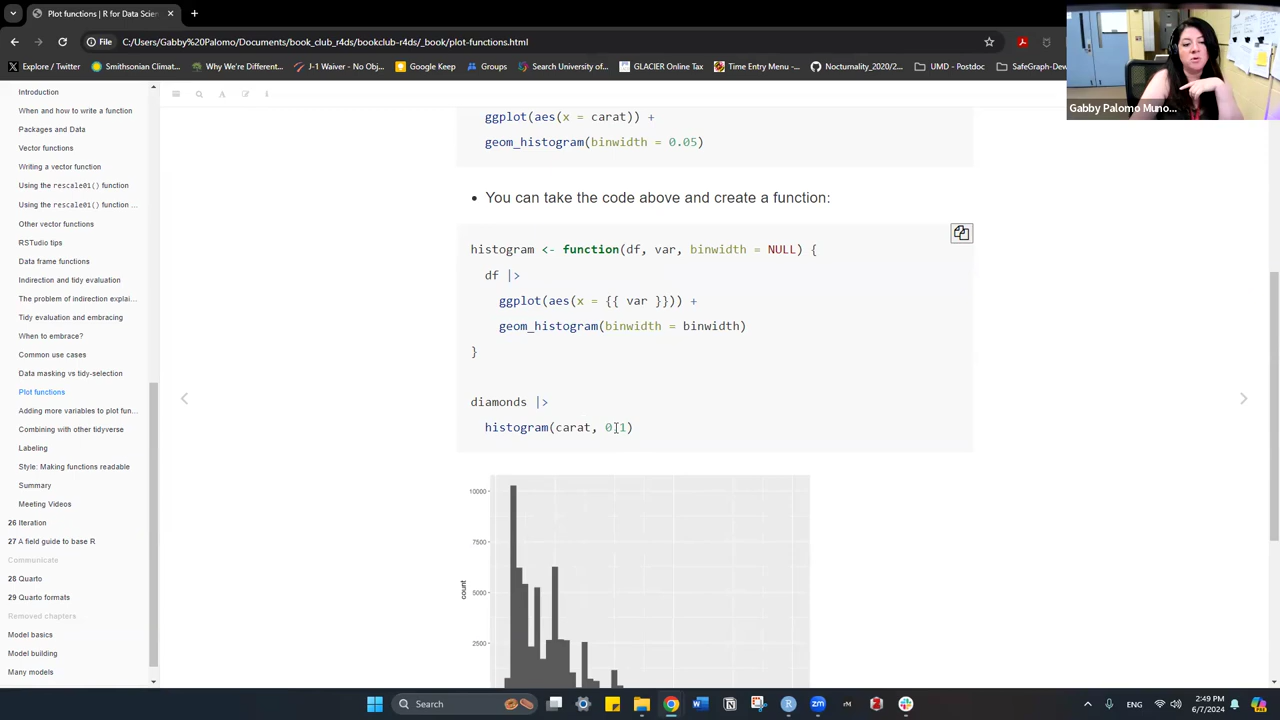 Plot functions | R for Data Scien
File
C:/Users/Gabby%20Palomo/Documents/book_club_r4ds/bookclub-r4ds/_book/plot-functions.html
Explore / Twitter
Smithsonian Climat...
Why We're Different...
J-1 Waiver - No Obj...
Google Keep
University of...
GLACIER Online Tax
Time Entry Menu -...
Nocturnality_2020/Z...
UMD - Postdoc
SafeGraph-Dew
Gabby Palomo Muno...
Introduction
When and how to write a function
Packages and Data
Vector functions
Writing a vector function
Using the rescale01() function
Using the rescale01() function ...
Other vector functions
RSTudio tips
Data frame functions
Indirection and tidy evaluation
The problem of indirection explai...
Tidy evaluation and embracing
When to embrace?
Common use cases
Data masking vs tidy-selection
Plot functions
Adding more variables to plot fun...
Combining with other tidyverse
Labeling
Style: Making functions readable
Summary
Meeting Videos
26 Iteration
27 A field guide to base R
Communicate
28 Quarto
29 Quarto formats
Removed chapters
Model basics
Model building
Many models
ggplot(aes(x = carat)) +
geom_histogram(binwidth = 0.05)
• You can take the code above and create a function:
histogram <- function(df, var, binwidth = NULL) {
df |>
ggplot(aes(x = {{ var }})) +
geom_histogram(binwidth = binwidth)
}
diamonds |>
histogram(carat, 0.1)
10000
7500
5000
2500
count
Search
ENG
2:49 PM
6/7/2024